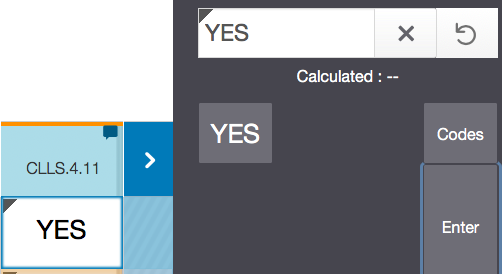 YES
Calculated : --
YES
Codes
CLLS.4.11
YES
Enter